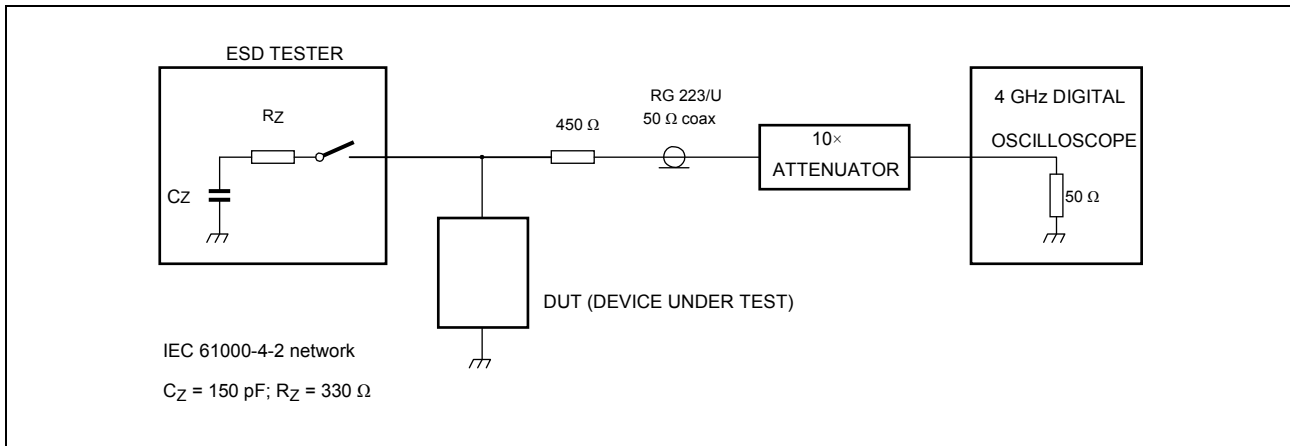 ESD TESTER
RZ
CZ
450 Ω
RG 223/U
50 Ω coax
10×
ATTENUATOR
4 GHz DIGITAL
OSCILLOSCOPE
50 Ω
DUT (DEVICE UNDER TEST)
IEC 61000-4-2 network
CZ = 150 pF; RZ = 330 Ω